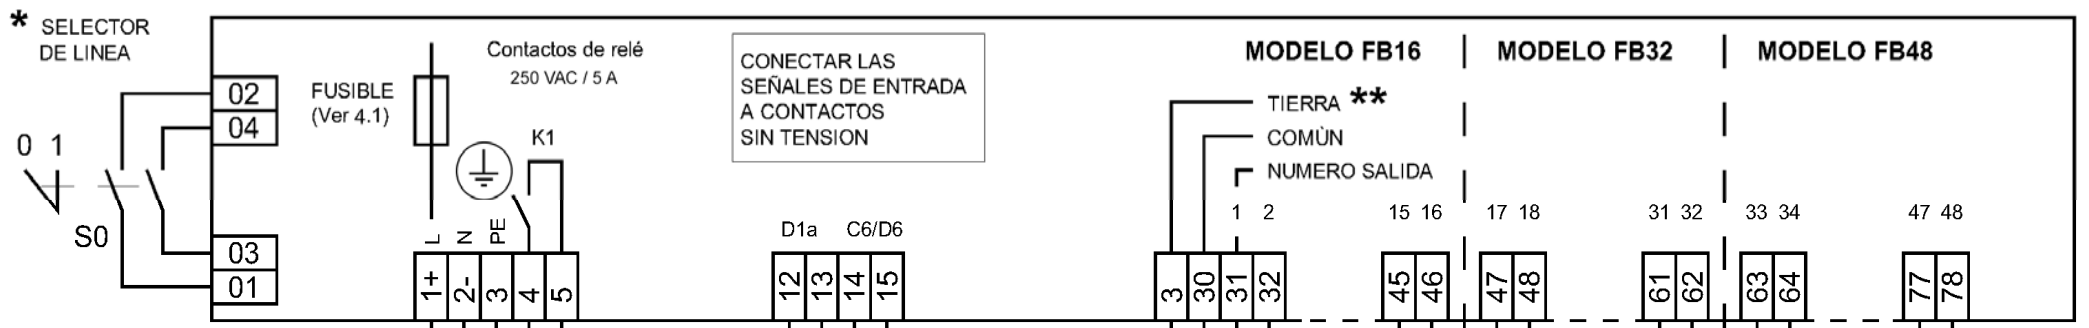 * SELECTOR
DE LINEA
02
04
0 1
S0
03
01
FUSIBLE
(Ver 4.1)
Contactos de relé
250 VAC / 5 A
K1
L N PE
1+ 2- 3 4 5
CONECTAR LAS
SEÑALES DE ENTRADA
A CONTACTOS
SIN TENSION
D1a C6/D6
12 13 14 15
MODELO FB16 | MODELO FB32 | MODELO FB48
TIERRA **
COMÙN
NUMERO SALIDA
1 2 15 16 17 18 31 32 33 34 47 48
3 30 31 32 45 46 47 48 61 62 63 64 77 78